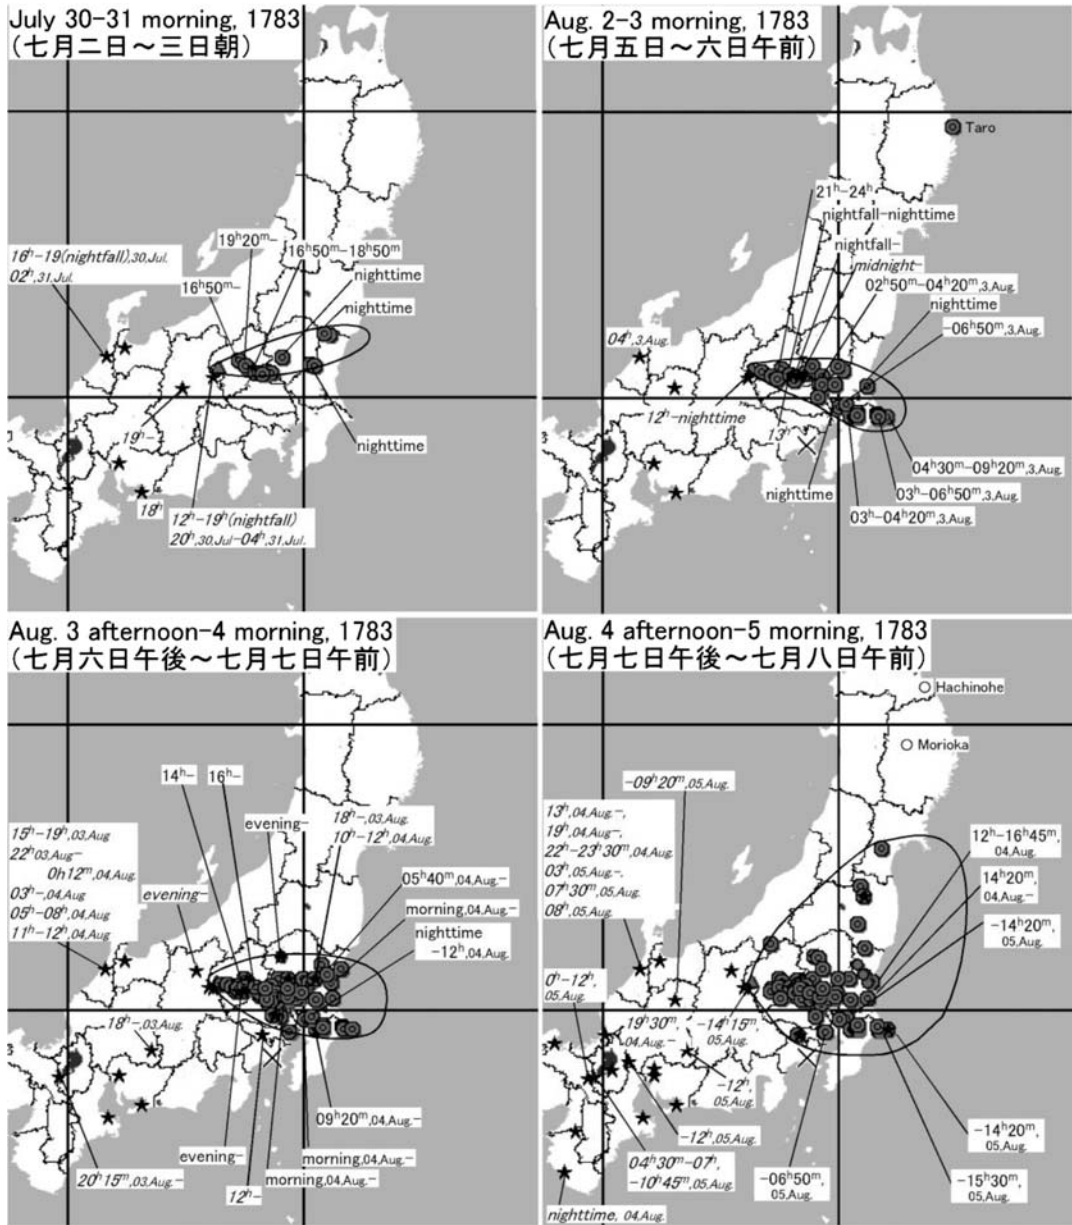 July 30-31 morning, 1783
(七月二日～三日朝)
19h20m-
16h50m-18h50m
16h-19(nightfall),30,Jul.
02h,31,Jul.
16h50m-
nighttime
nighttime
19h-
nighttime
18h
12h-19h(nightfall)
20h,30,Jul-04h,31,Jul.
Aug. 2-3 morning, 1783
(七月五日～六日午前)
Taro
21h-24h
nightfall-nighttime
nightfall-
midnight-
02h50m-04h20m,3,Aug.
nighttime
-06h50m,3,Aug.
04h,3,Aug.
12h-nighttime
13h
04h30m-09h20m,3,Aug.
nighttime
03h-06h50m,3,Aug.
03h-04h20m,3,Aug.
Aug. 3 afternoon-4 morning, 1783
(七月六日午後～七月七日午前)
14h-
16h-
evening-
18h-,03,Aug.
10h-12h,04,Aug.
15h-19h,03,Aug
22h03,Aug-
0h12m,04,Aug.
03h-,04,Aug
05h-08h,04,Aug
11h-12h,04,Aug
evening-
05h40m,04,Aug.-
morning,04,Aug.-
nighttime
-12h,04,Aug.
18h-,03,Aug.
09h20m,04,Aug.-
evening-
morning,04,Aug.-
20h15m,03,Aug.-
morning,04,Aug.-
12h-
Aug. 4 afternoon-5 morning, 1783
(七月七日午後～七月八日午前)
Hachinohe
Morioka
-09h20m,05,Aug.
13h,04,Aug.-,
19h,04,Aug.-,
22h-23h30m,04,Aug.
03h,05,Aug.-,
07h30m,05,Aug.-,
08h,05,Aug.
12h-16h45m,
04,Aug.
14h20m,
04,Aug.-
-14h20m,
05,Aug.
0h-12h,
05,Aug.
19h30m,
04,Aug.-
-14h15m,
05,Aug.
-12h,
05,Aug.
-12h,05,Aug.
-14h20m,
05,Aug.
04h30m-07h,
-10h45m,05,Aug.
-06h50m,
05,Aug.
-15h30m,
05,Aug.
nighttime, 04,Aug.